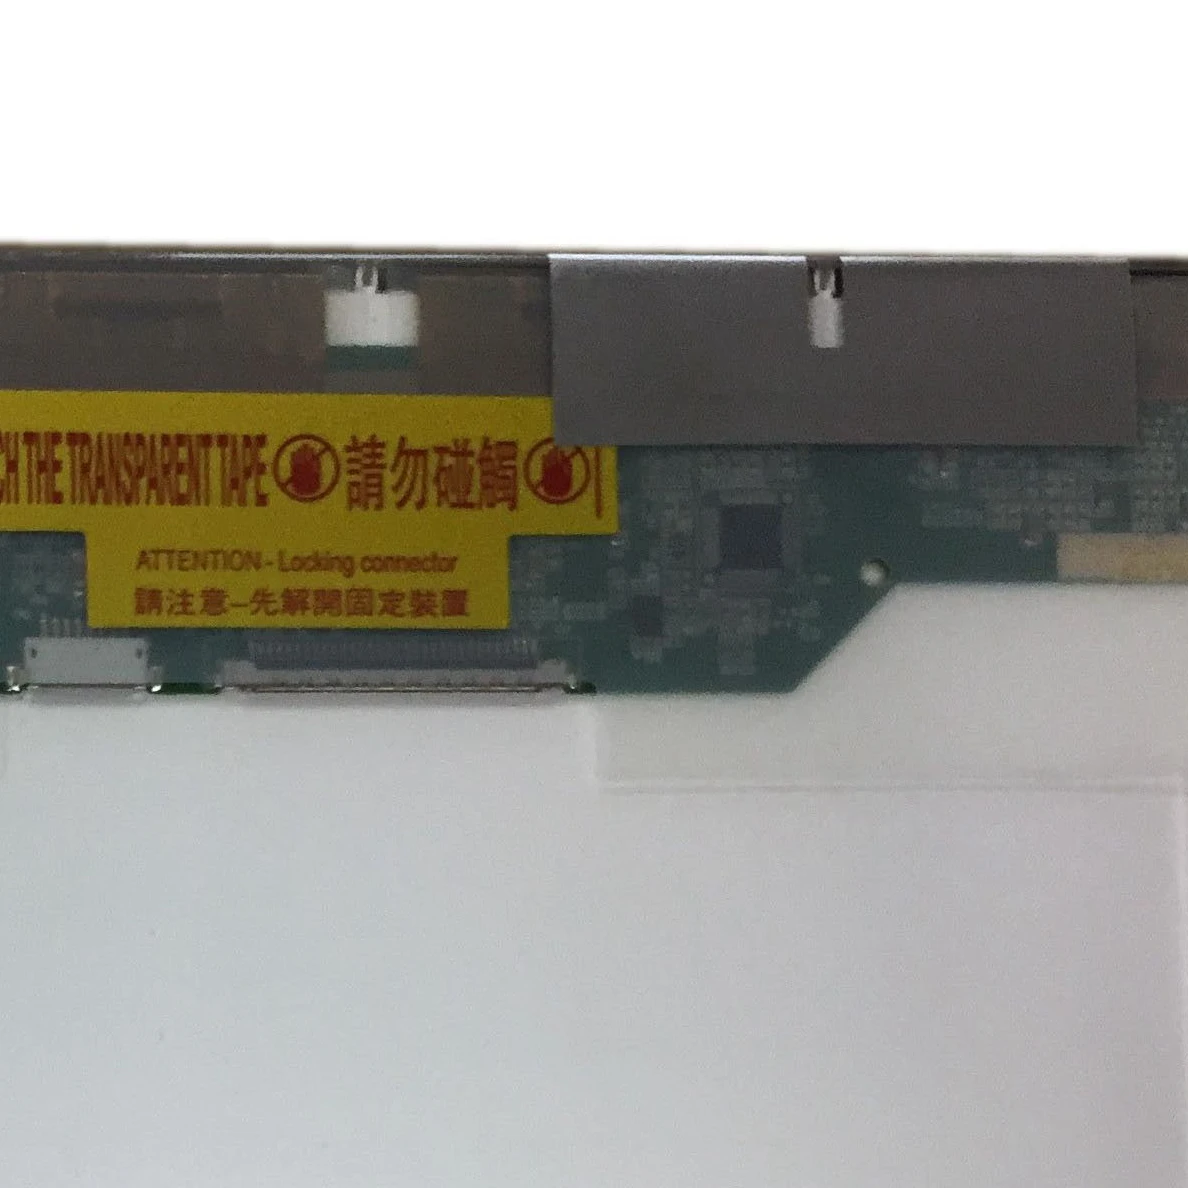 CH THE TRANSPARENT TAPE 請勿碰觸
ATTENTION - Locking connector
請注意–先解開固定裝置